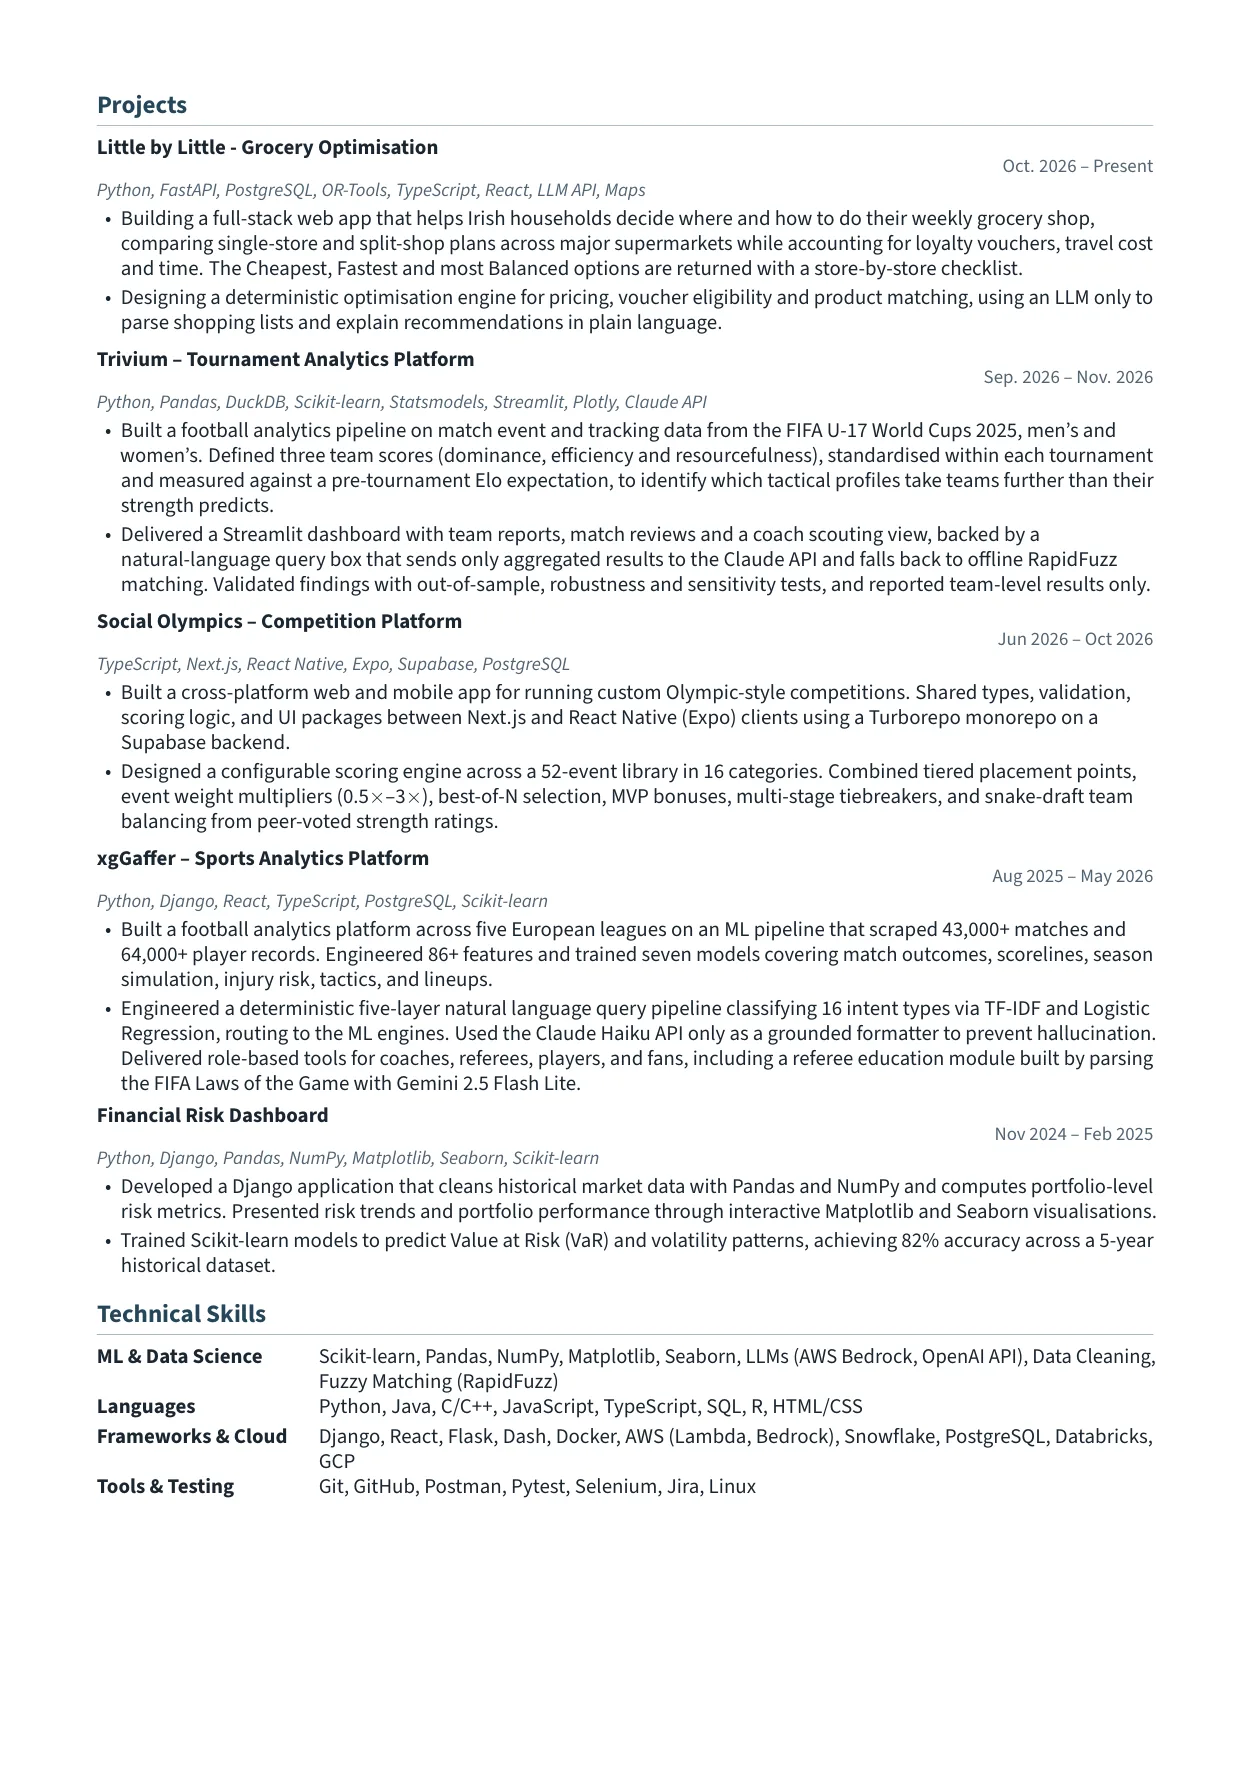 Projects
Little by Little - Grocery Optimisation
Oct. 2026 – Present
Python, FastAPI, PostgreSQL, OR-Tools, TypeScript, React, LLM API, Maps
• Building a full-stack web app that helps Irish households decide where and how to do their weekly grocery shop,
comparing single-store and split-shop plans across major supermarkets while accounting for loyalty vouchers, travel cost
and time. The Cheapest, Fastest and most Balanced options are returned with a store-by-store checklist.
• Designing a deterministic optimisation engine for pricing, voucher eligibility and product matching, using an LLM only to
parse shopping lists and explain recommendations in plain language.
Trivium – Tournament Analytics Platform
Sep. 2026 – Nov. 2026
Python, Pandas, DuckDB, Scikit-learn, Statsmodels, Streamlit, Plotly, Claude API
• Built a football analytics pipeline on match event and tracking data from the FIFA U-17 World Cups 2025, men’s and
women’s. Defined three team scores (dominance, efficiency and resourcefulness), standardised within each tournament
and measured against a pre-tournament Elo expectation, to identify which tactical profiles take teams further than their
strength predicts.
• Delivered a Streamlit dashboard with team reports, match reviews and a coach scouting view, backed by a
natural-language query box that sends only aggregated results to the Claude API and falls back to offline RapidFuzz
matching. Validated findings with out-of-sample, robustness and sensitivity tests, and reported team-level results only.
Social Olympics – Competition Platform
Jun 2026 – Oct 2026
TypeScript, Next.js, React Native, Expo, Supabase, PostgreSQL
• Built a cross-platform web and mobile app for running custom Olympic-style competitions. Shared types, validation,
scoring logic, and UI packages between Next.js and React Native (Expo) clients using a Turborepo monorepo on a
Supabase backend.
• Designed a configurable scoring engine across a 52-event library in 16 categories. Combined tiered placement points,
event weight multipliers (0.5×–3×), best-of-N selection, MVP bonuses, multi-stage tiebreakers, and snake-draft team
balancing from peer-voted strength ratings.
xgGaffer – Sports Analytics Platform
Aug 2025 – May 2026
Python, Django, React, TypeScript, PostgreSQL, Scikit-learn
• Built a football analytics platform across five European leagues on an ML pipeline that scraped 43,000+ matches and
64,000+ player records. Engineered 86+ features and trained seven models covering match outcomes, scorelines, season
simulation, injury risk, tactics, and lineups.
• Engineered a deterministic five-layer natural language query pipeline classifying 16 intent types via TF-IDF and Logistic
Regression, routing to the ML engines. Used the Claude Haiku API only as a grounded formatter to prevent hallucination.
Delivered role-based tools for coaches, referees, players, and fans, including a referee education module built by parsing
the FIFA Laws of the Game with Gemini 2.5 Flash Lite.
Financial Risk Dashboard
Nov 2024 – Feb 2025
Python, Django, Pandas, NumPy, Matplotlib, Seaborn, Scikit-learn
• Developed a Django application that cleans historical market data with Pandas and NumPy and computes portfolio-level
risk metrics. Presented risk trends and portfolio performance through interactive Matplotlib and Seaborn visualisations.
• Trained Scikit-learn models to predict Value at Risk (VaR) and volatility patterns, achieving 82% accuracy across a 5-year
historical dataset.
Technical Skills
ML & Data Science Scikit-learn, Pandas, NumPy, Matplotlib, Seaborn, LLMs (AWS Bedrock, OpenAI API), Data Cleaning,
Fuzzy Matching (RapidFuzz)
Languages Python, Java, C/C++, JavaScript, TypeScript, SQL, R, HTML/CSS
Frameworks & Cloud Django, React, Flask, Dash, Docker, AWS (Lambda, Bedrock), Snowflake, PostgreSQL, Databricks,
GCP
Tools & Testing Git, GitHub, Postman, Pytest, Selenium, Jira, Linux